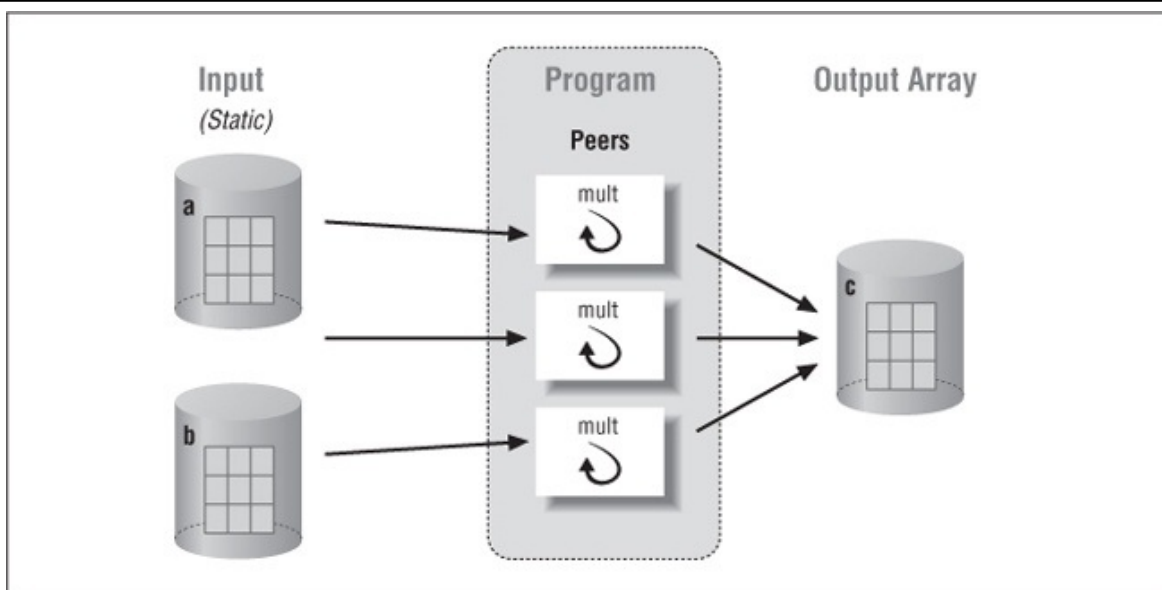 Input
(Static)
Program
Output Array
Peers
a
mult
mult
c
b
mult